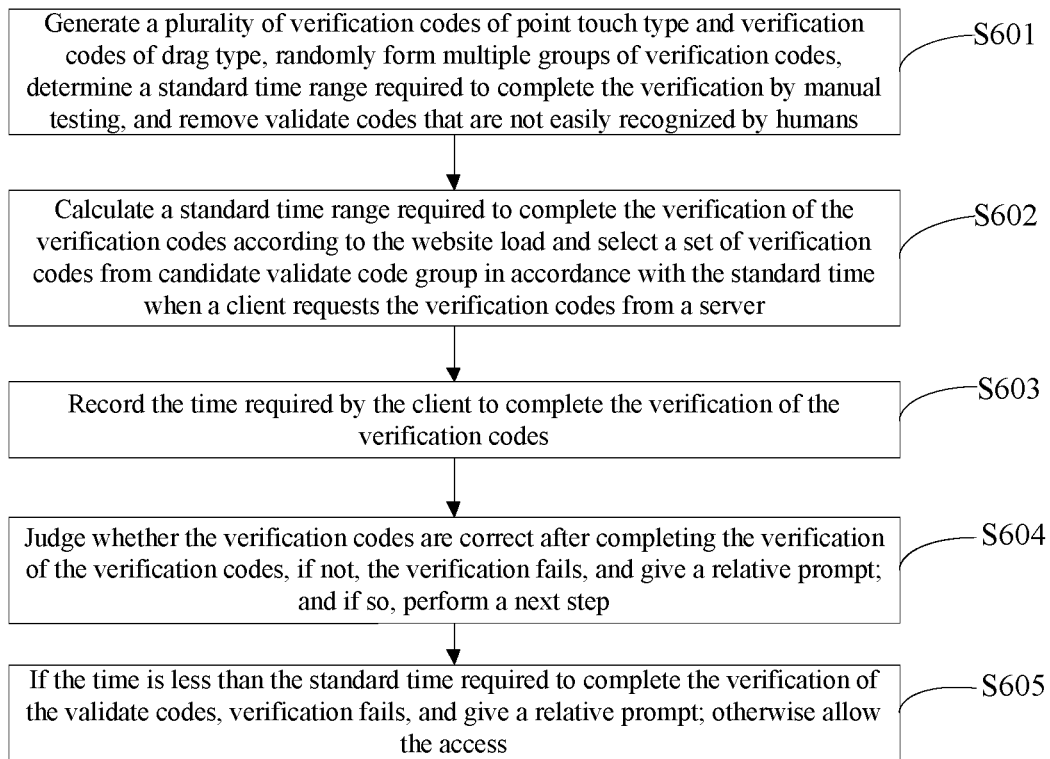 Generate a plurality of verification codes of point touch type and verification
codes of drag type, randomly form multiple groups of verification codes,
determine a standard time range required to complete the verification by manual
testing, and remove validate codes that are not easily recognized by humans
S601
Calculate a standard time range required to complete the verification of the
verification codes according to the website load and select a set of verification
codes from candidate validate code group in accordance with the standard time
when a client requests the verification codes from a server
S602
Record the time required by the client to complete the verification of the
verification codes
S603
Judge whether the verification codes are correct after completing the verification
of the verification codes, if not, the verification fails, and give a relative prompt;
and if so, perform a next step
S604
If the time is less than the standard time required to complete the verification of
the validate codes, verification fails, and give a relative prompt; otherwise allow
the access
S605